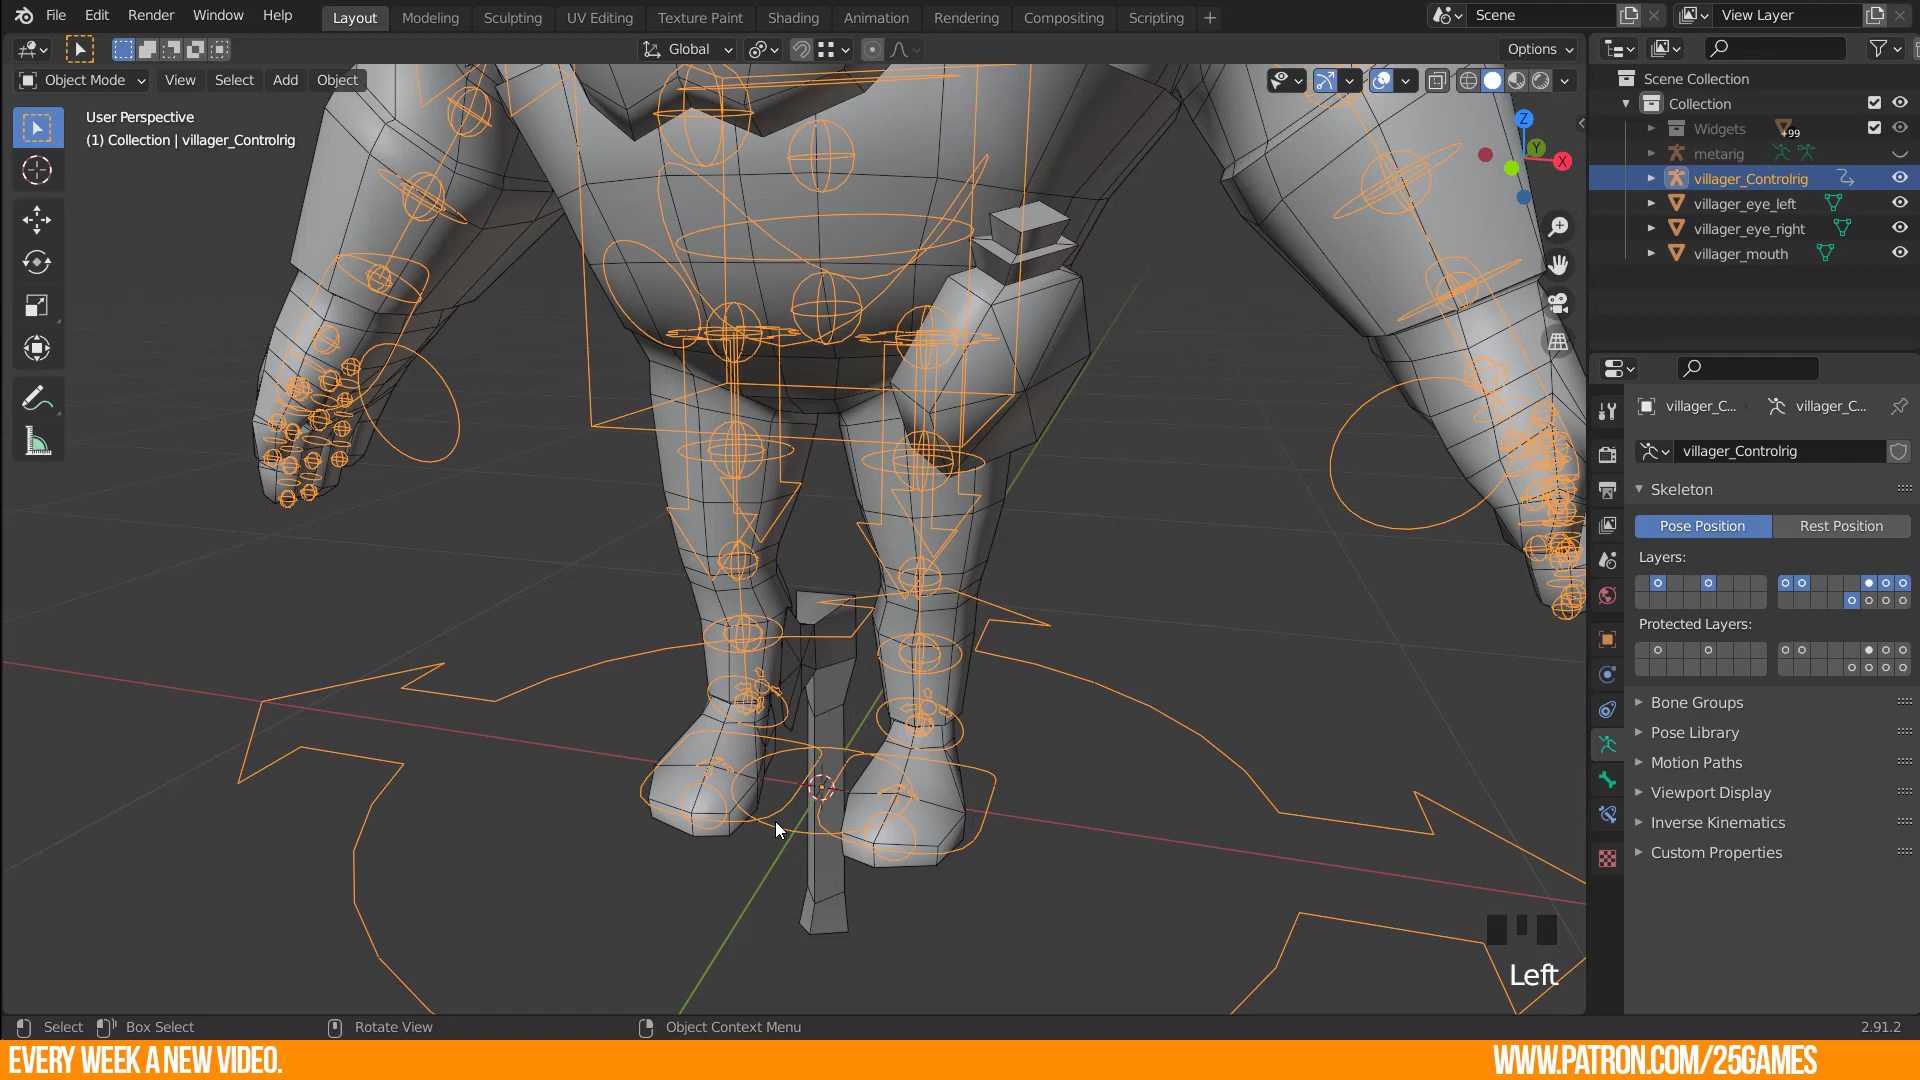 File Edit Render Window Help
Layout Modeling Sculpting UV Editing Texture Paint Shading Animation Rendering Compositing Scripting +
Scene
View Layer
Global
Options
Object Mode View Select Add Object
User Perspective
(1) Collection | villager_Controlrig
Z
Y
X
Scene Collection
Collection
Widgets +99
metarig
villager_Controlrig
villager_eye_left
villager_eye_right
villager_mouth
villager_C... villager_C...
villager_Controlrig
Skeleton
Pose Position Rest Position
Layers:
Protected Layers:
Bone Groups
Pose Library
Motion Paths
Viewport Display
Inverse Kinematics
Custom Properties
Left
Select Box Select Rotate View Object Context Menu 2.91.2
EVERY WEEK A NEW VIDEO. WWW.PATRON.COM/25GAMES